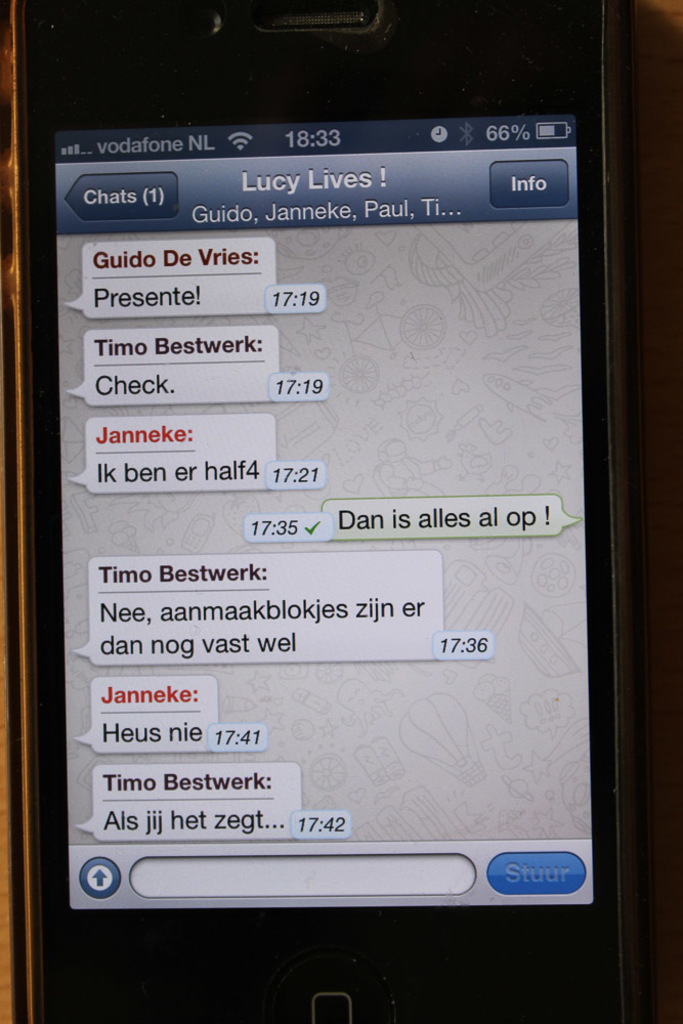 vodafone NL 18:33 66%
Chats (1) Lucy Lives ! Info
Guido, Janneke, Paul, Ti...
Guido De Vries:
Presente! 17:19
Timo Bestwerk:
Check. 17:19
Janneke:
Ik ben er half4 17:21
17:35 Dan is alles al op !
Timo Bestwerk:
Nee, aanmaakblokjes zijn er
dan nog vast wel 17:36
Janneke:
Heus nie 17:41
Timo Bestwerk:
Als jij het zegt... 17:42
Stuur